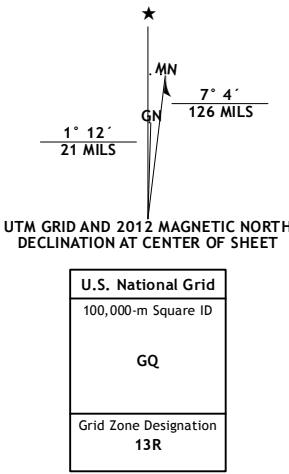 ★
MN
GN
7° 4´
126 MILS
1° 12´
21 MILS
UTM GRID AND 2012 MAGNETIC NORTH
DECLINATION AT CENTER OF SHEET
U.S. National Grid
100,000-m Square ID
GQ
Grid Zone Designation
13R